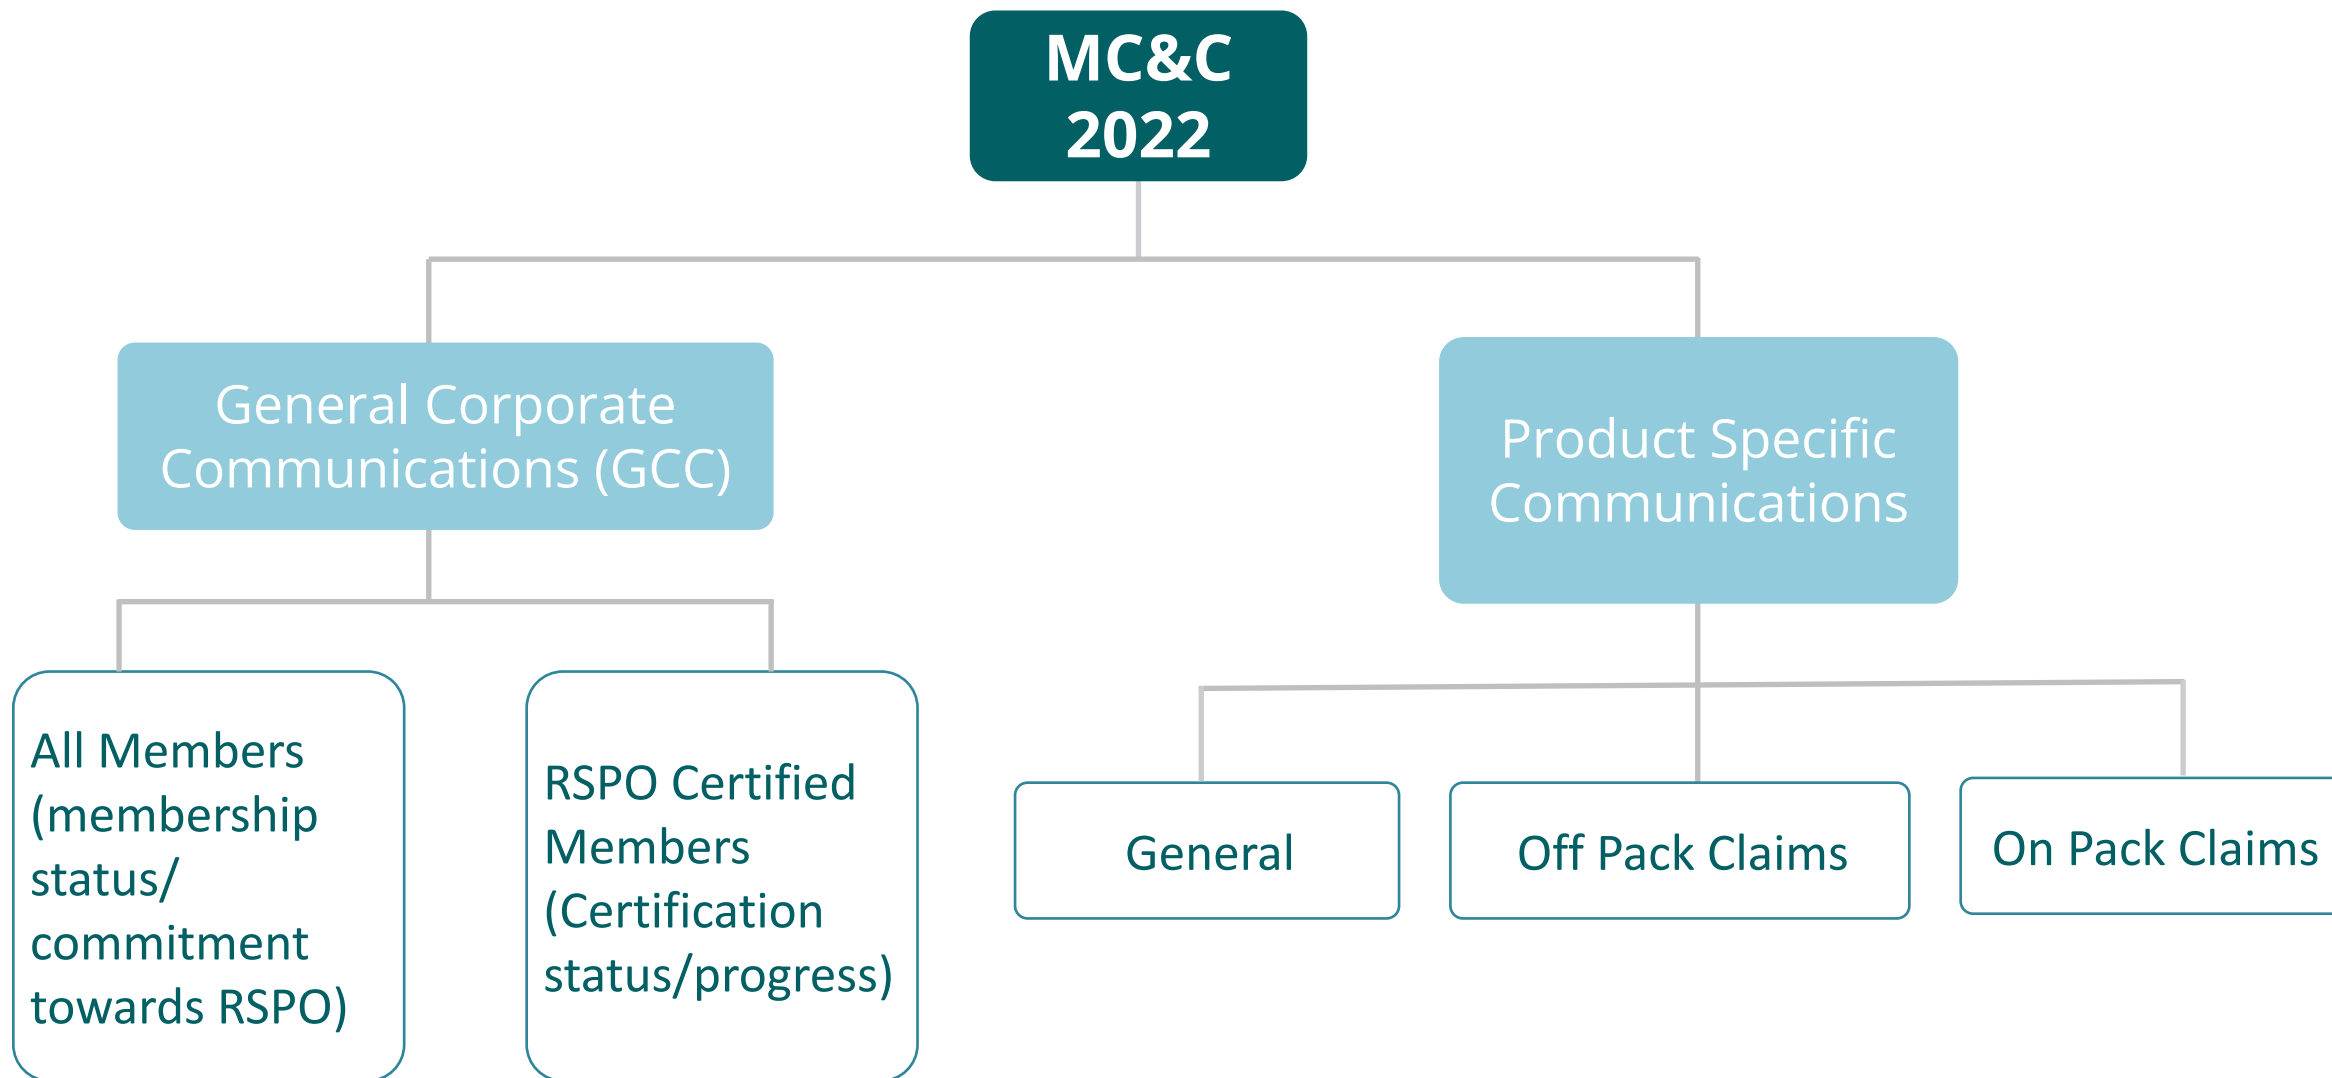 MC&C
2022
General Corporate
Communications (GCC)
Product Specific
Communications
All Members
(membership
status/
commitment
towards RSPO)
RSPO Certified
Members
(Certification
status/progress)
General
Off Pack Claims
On Pack Claims